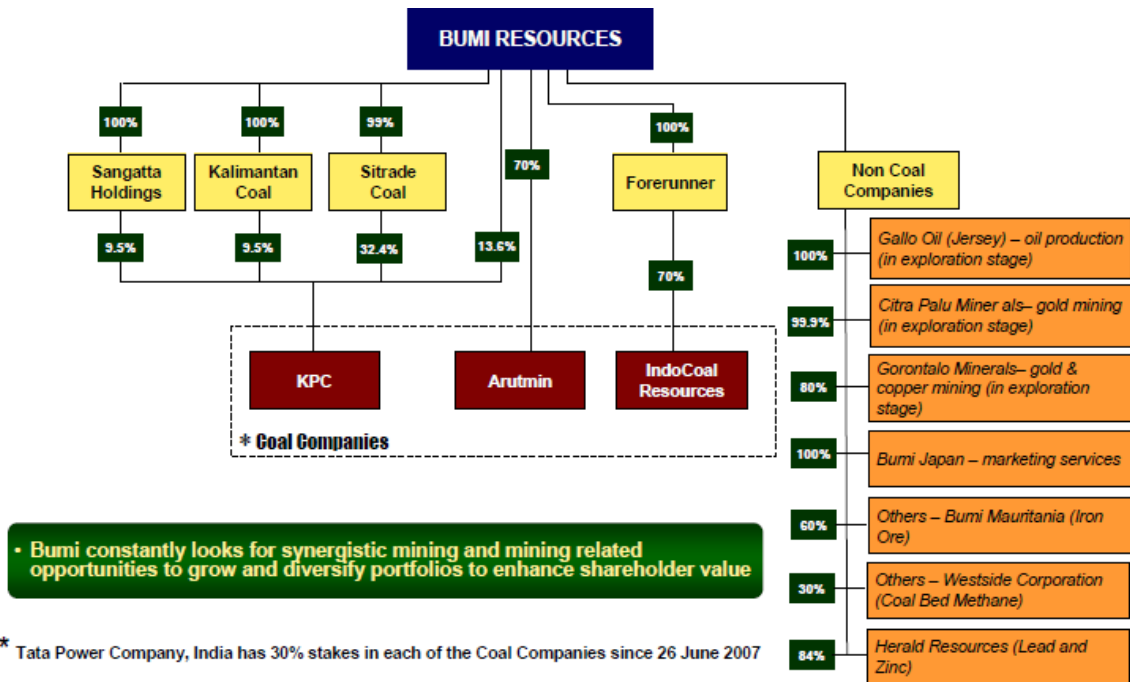 BUMI RESOURCES
100%
100%
99%
100%
70%
Sangatta
Holdings
Kalimantan
Coal
Sitrade
Coal
Forerunner
Non Coal
Companies
9.5%
9.5%
32.4%
13.6%
70%
KPC
Arutmin
IndoCoal
Resources
* Coal Companies
100%
Gallo Oil (Jersey) – oil production
(in exploration stage)
99.9%
Citra Palu Miner als– gold mining
(in exploration stage)
80%
Gorontalo Minerals– gold &
copper mining (in exploration
stage)
100%
Bumi Japan – marketing services
60%
Others – Bumi Mauritania (Iron
Ore)
30%
Others – Westside Corporation
(Coal Bed Methane)
84%
Herald Resources (Lead and
Zinc)
• Bumi constantly looks for synergistic mining and mining related
opportunities to grow and diversify portfolios to enhance shareholder value
* Tata Power Company, India has 30% stakes in each of the Coal Companies since 26 June 2007